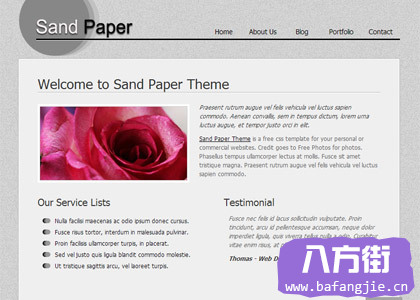 Sand Paper
Home About Us Blog Portfolio Contact
Welcome to Sand Paper Theme
Praesent rutrum augue vel felis vehicula vel luctus sapien
commodo. Aenean convallis, sem in tempus dictum, lorem urna
luctus augue, et tempor justo orci in elit.
Sand Paper Theme is a free css template for your personal or
commercial websites. Credit goes to Free Photos for photos.
Phasellus tempus ullamcorper lectus at mollis. Fusce sit amet
tristique magna. Praesent rutrum augue vel felis vehicula vel luctus
sapien commodo.
Our Service Lists
Nulla facilisi maecenas ac odio ipsum donec cursus.
Fusce risus tortor, interdum in malesuada pulvinar.
Proin facilisis ullamcorper turpis, in placerat.
Sed vel justo quis ligula blandit commodo molestie.
Ut tristique sagittis arcu, vel laoreet turpis.
Testimonial
Fusce nec felis id lacus sollicitudin vulputate. Proin
tincidunt, arcu id pellentesque accumsan, neque dolor
imperdiet ligula, quis viverra tellus nulla a odio. Curabitur
vitae enim risus, at
Thomas - Web D
八方街
www.bafangjie.cn